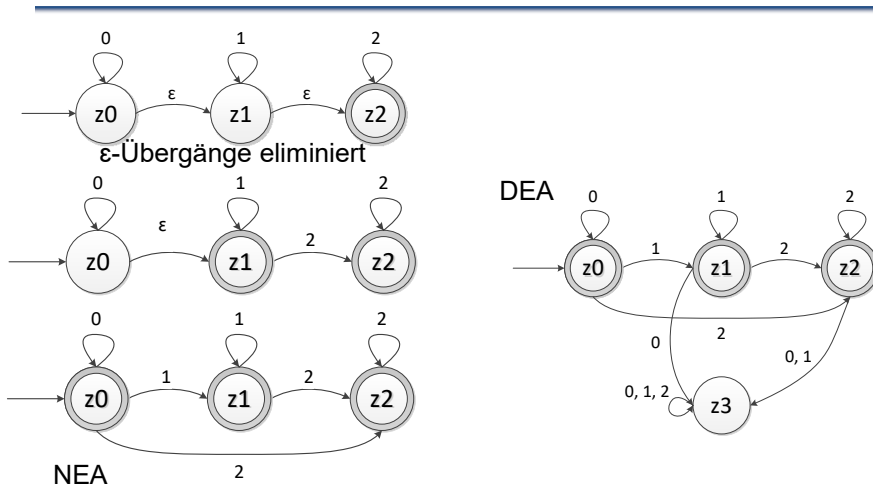 0 1 2
z0 ε z1 ε z2
ε-Übergänge eliminiert
0 1 2
z0 ε z1 2 z2
0 1 2
z0 1 z1 2 z2
2
NEA
DEA
0 1 2
z0 1 z1 2 z2
2
0
0, 1
0, 1, 2
z3